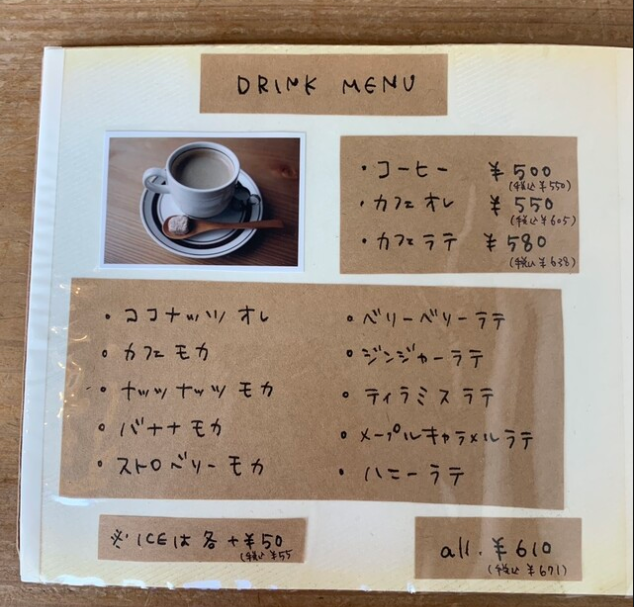 DRINK MENU
・コーヒー ¥500
(税込¥550)
・カフェオレ ¥550
(税込¥605)
・カフェラテ ¥580
(税込¥638)
・ココナッツオレ
・カフェモカ
・ナッツナッツモカ
・バナナモカ
・ストロベリーモカ
・ベリーベリーラテ
・ジンジャーラテ
・ティラミスラテ
・メープルキャラメルラテ
・ハニーラテ
※ICEは各+¥50
(税込¥55
all.¥610
(税込¥671)